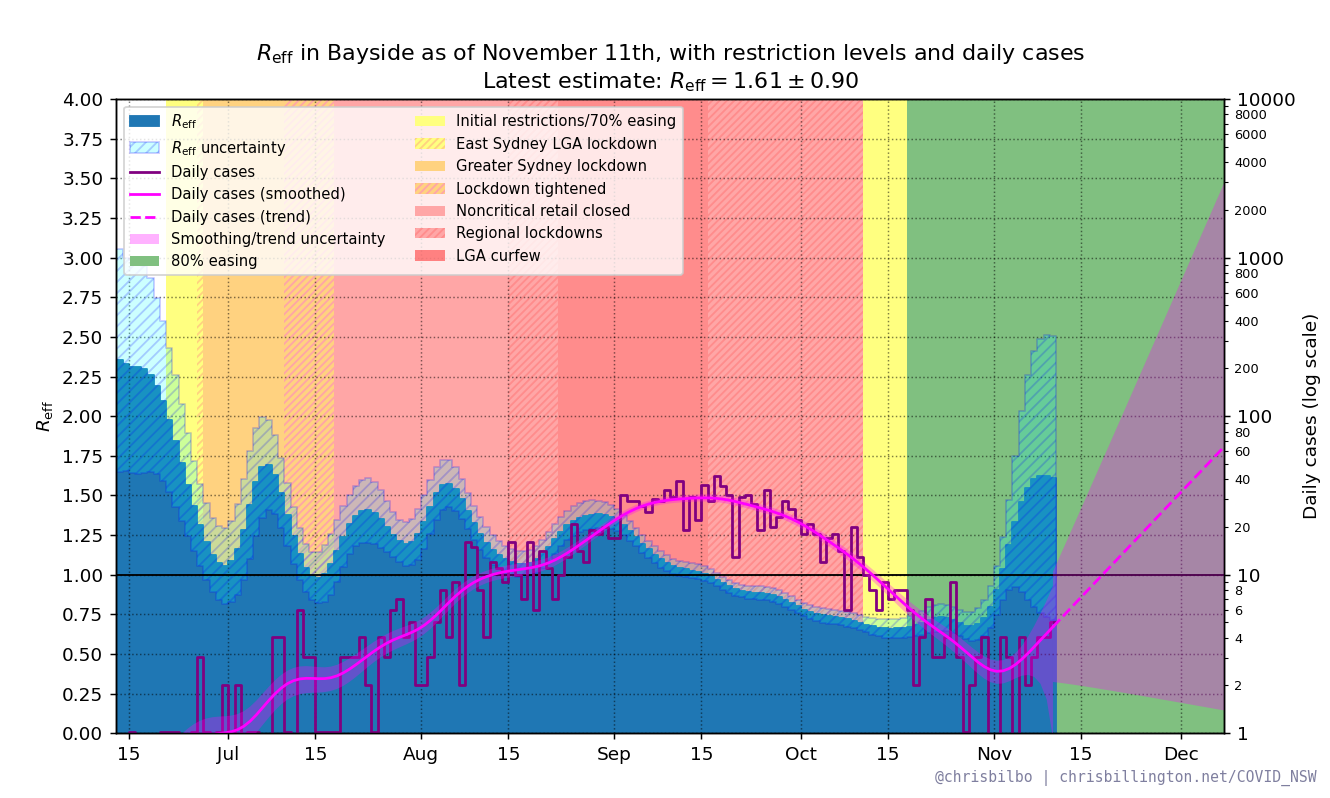 R_eff in Bayside as of November 11th, with restriction levels and daily cases
Latest estimate: R_eff = 1.61 ± 0.90
R_eff
R_eff uncertainty
Daily cases
Daily cases (smoothed)
Daily cases (trend)
Smoothing/trend uncertainty
80% easing
Initial restrictions/70% easing
East Sydney LGA lockdown
Greater Sydney lockdown
Lockdown tightened
Noncritical retail closed
Regional lockdowns
LGA curfew
R_eff
4.00
3.75
3.50
3.25
3.00
2.75
2.50
2.25
2.00
1.75
1.50
1.25
1.00
0.75
0.50
0.25
0.00
10000
8000
6000
4000
2000
1000
800
600
400
200
100
80
60
40
20
10
8
6
4
2
1
Daily cases (log scale)
15 Jul 15 Aug 15 Sep 15 Oct 15 Nov 15 Dec
@chrisbilbo | chrisbillington.net/COVID_NSW